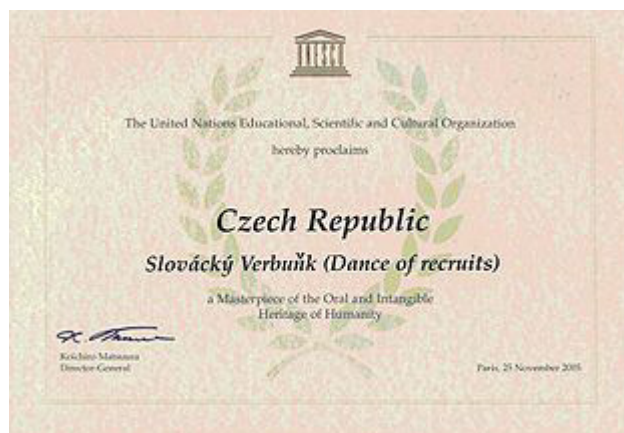 The United Nations Educational, Scientific and Cultural Organization
hereby proclaims
Czech Republic
Slovácký Verbuňk (Dance of recruits)
a Masterpiece of the Oral and Intangible
Heritage of Humanity
Koïchiro Matsuura
Director-General
Paris, 25 November 2005